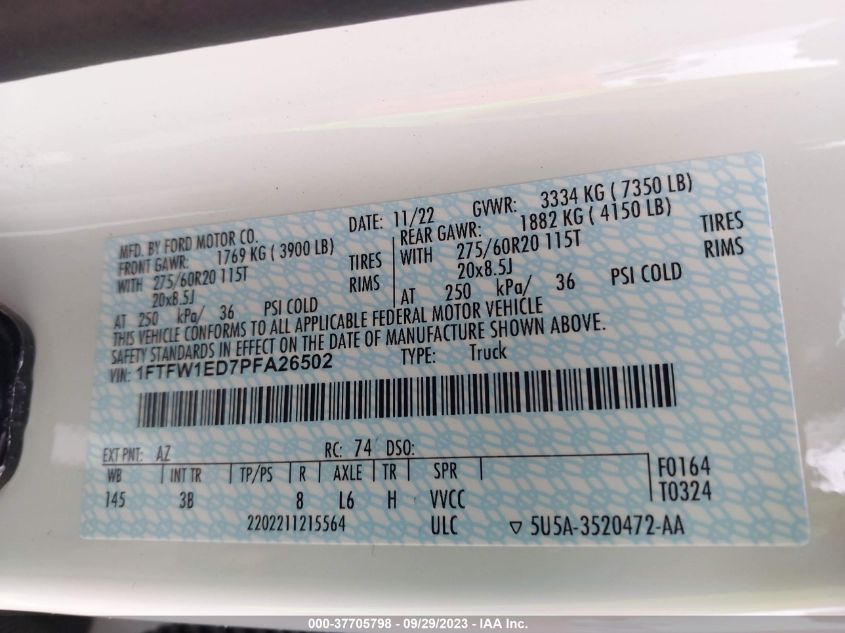 MFD. BY FORD MOTOR CO. DATE: 11/22 GVWR: 3334 KG ( 7350 LB)
FRONT GAWR: 1769 KG ( 3900 LB) REAR GAWR: 1882 KG ( 4150 LB)
WITH 275/60R20 115T TIRES WITH 275/60R20 115T TIRES
20x8.5J RIMS 20x8.5J RIMS
AT 250 kPa/ 36 PSI COLD AT 250 kPa/ 36 PSI COLD
THIS VEHICLE CONFORMS TO ALL APPLICABLE FEDERAL MOTOR VEHICLE
SAFETY STANDARDS IN EFFECT ON THE DATE OF MANUFACTURE SHOWN ABOVE.
VIN: 1FTFW1ED7PFA26502 TYPE: Truck
EXT PNT: AZ RC: 74 DSO:
WB INT TR TP/PS R AXLE TR SPR F0164
145 3B 8 L6 H VVCC T0324
2202211215564 ULC ▽ 5U5A-3520472-AA
000-37705798 - 09/29/2023 - IAA Inc.